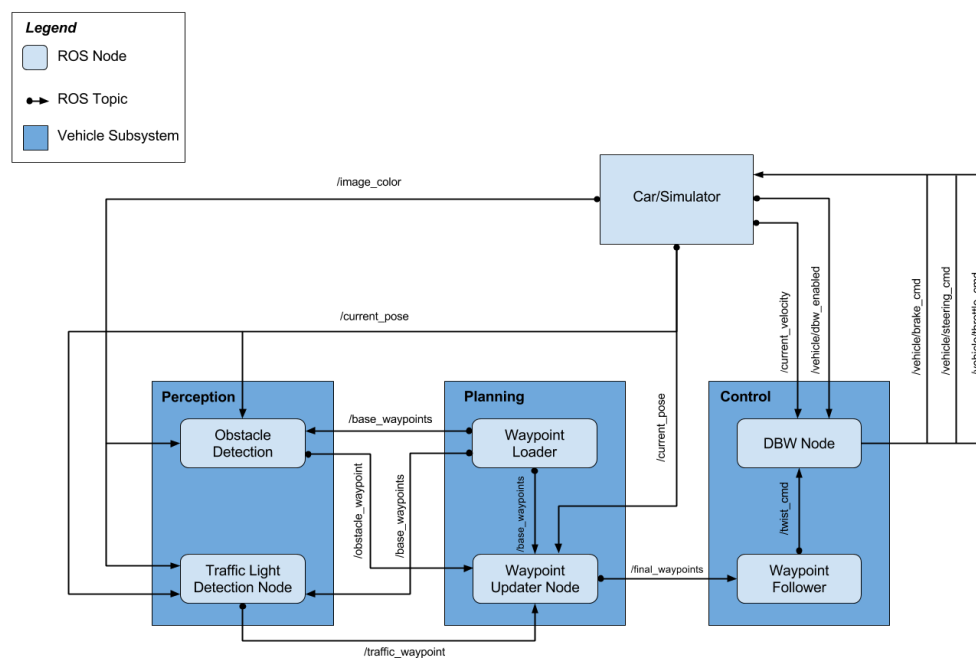 Legend
ROS Node
ROS Topic
Vehicle Subsystem
/image_color
Car/Simulator
/current_pose
/current_velocity
/vehicle/dbw_enabled
/vehicle/brake_cmd
/vehicle/steering_cmd
/vehicle/throttle_cmd
Perception
Planning
Control
Obstacle
Detection
/base_waypoints
Waypoint
Loader
/current_pose
DBW Node
/obstacle_waypoint
/base_waypoints
/base_waypoints
/twist_cmd
Traffic Light
Detection Node
Waypoint
Updater Node
/final_waypoints
Waypoint
Follower
/traffic_waypoint